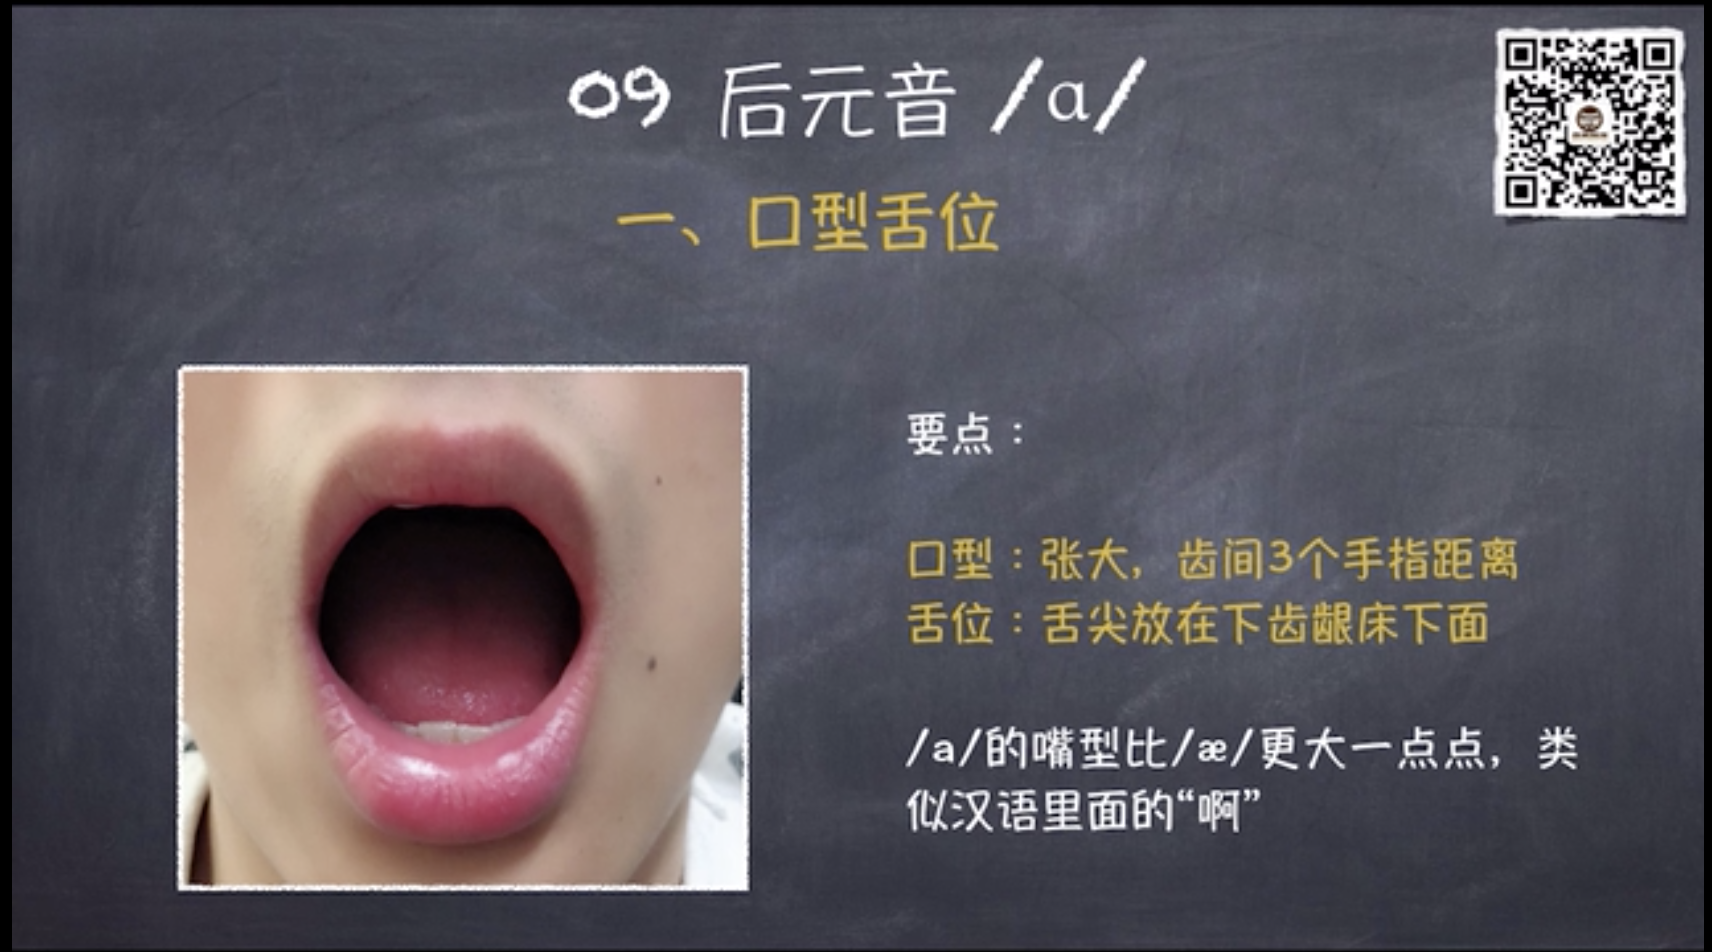 09 后元音 /ɑ/
一、口型舌位
要点：
口型：张大，齿间3个手指距离
舌位：舌尖放在下齿龈床下面
/a/的嘴型比/æ/更大一点点，类
似汉语里面的“啊”